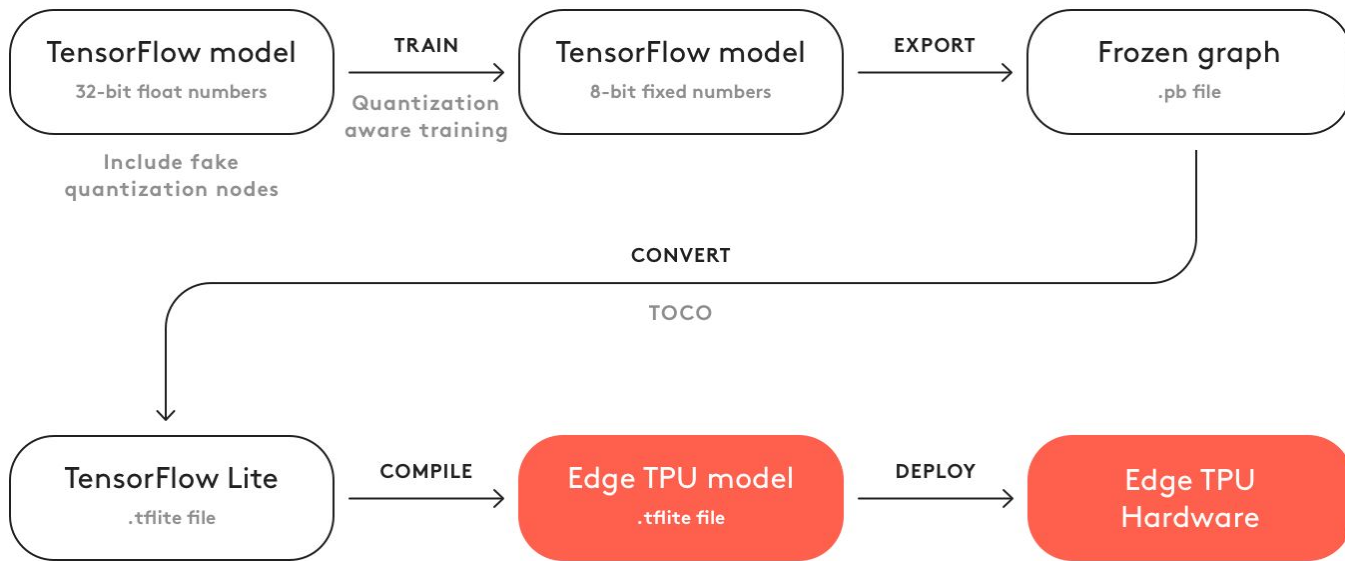 TensorFlow model
32-bit float numbers
Include fake
quantization nodes
TRAIN
Quantization
aware training
TensorFlow model
8-bit fixed numbers
EXPORT
Frozen graph
.pb file
CONVERT
TOCO
TensorFlow Lite
.tflite file
COMPILE
Edge TPU model
.tflite file
DEPLOY
Edge TPU
Hardware